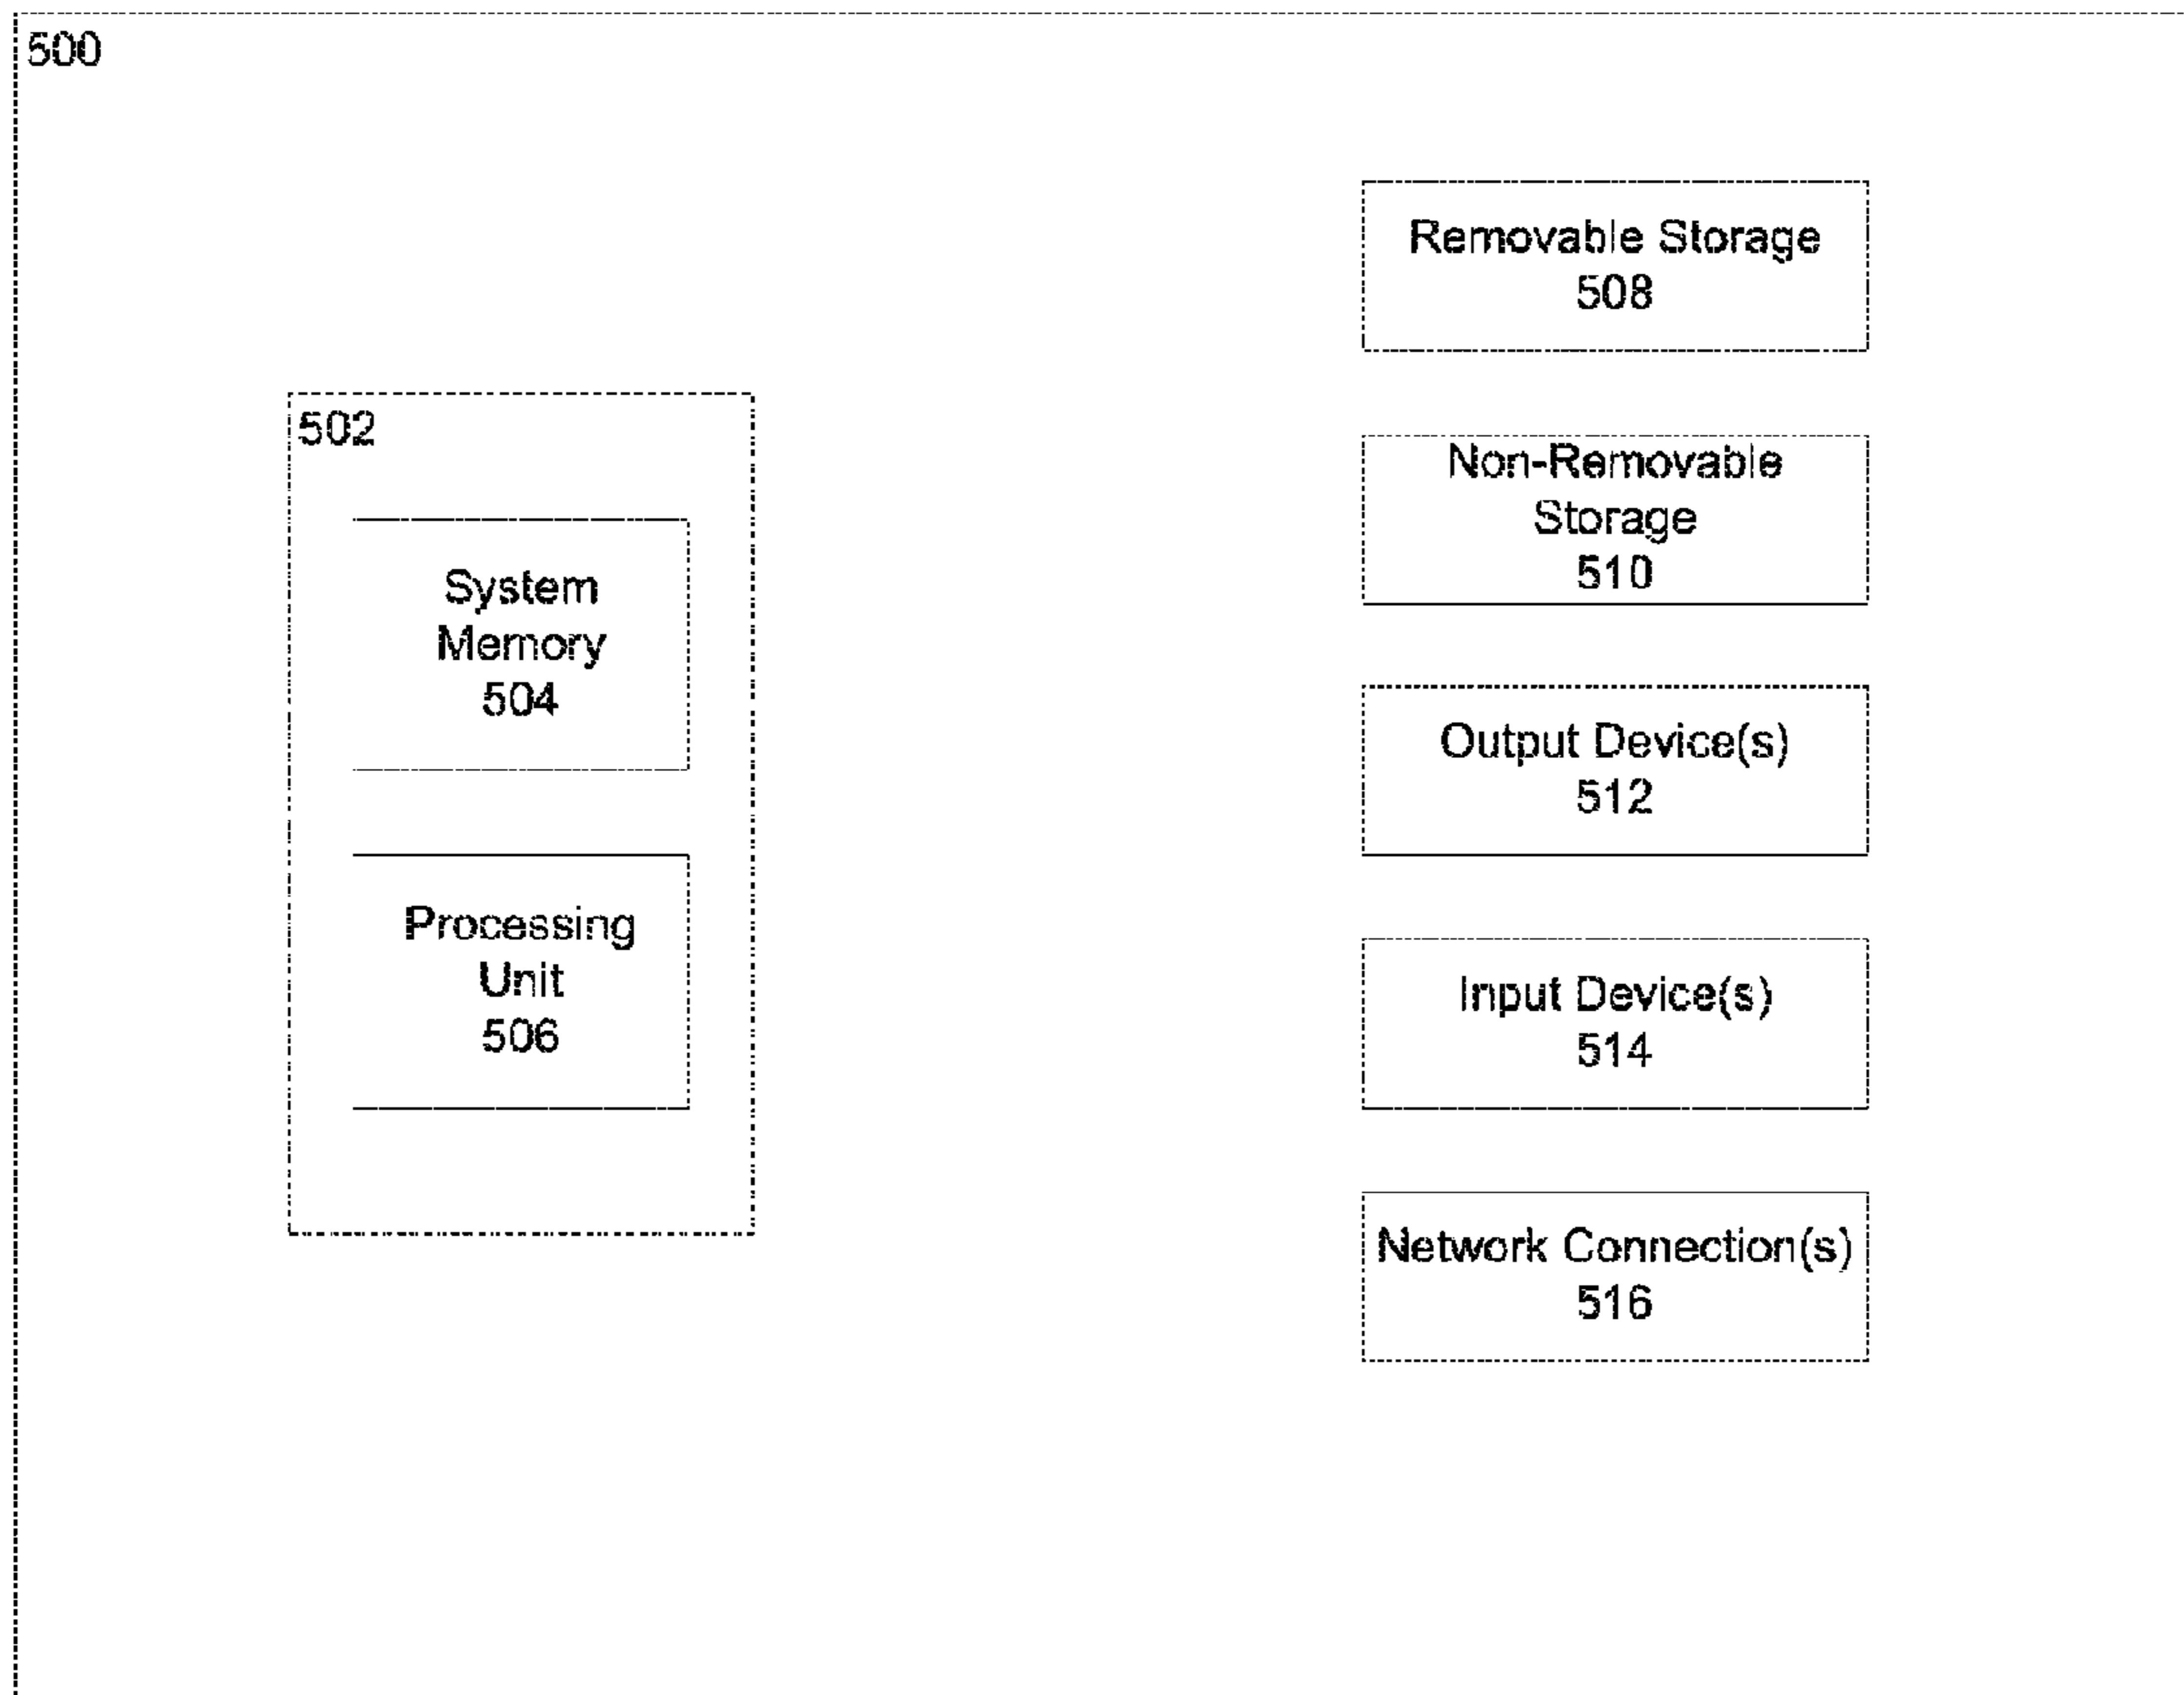 500
502
System
Memory
504
Processing
Unit
506
Removable Storage
508
Non-Removable
Storage
510
Output Device(s)
512
Input Device(s)
514
Network Connection(s)
516